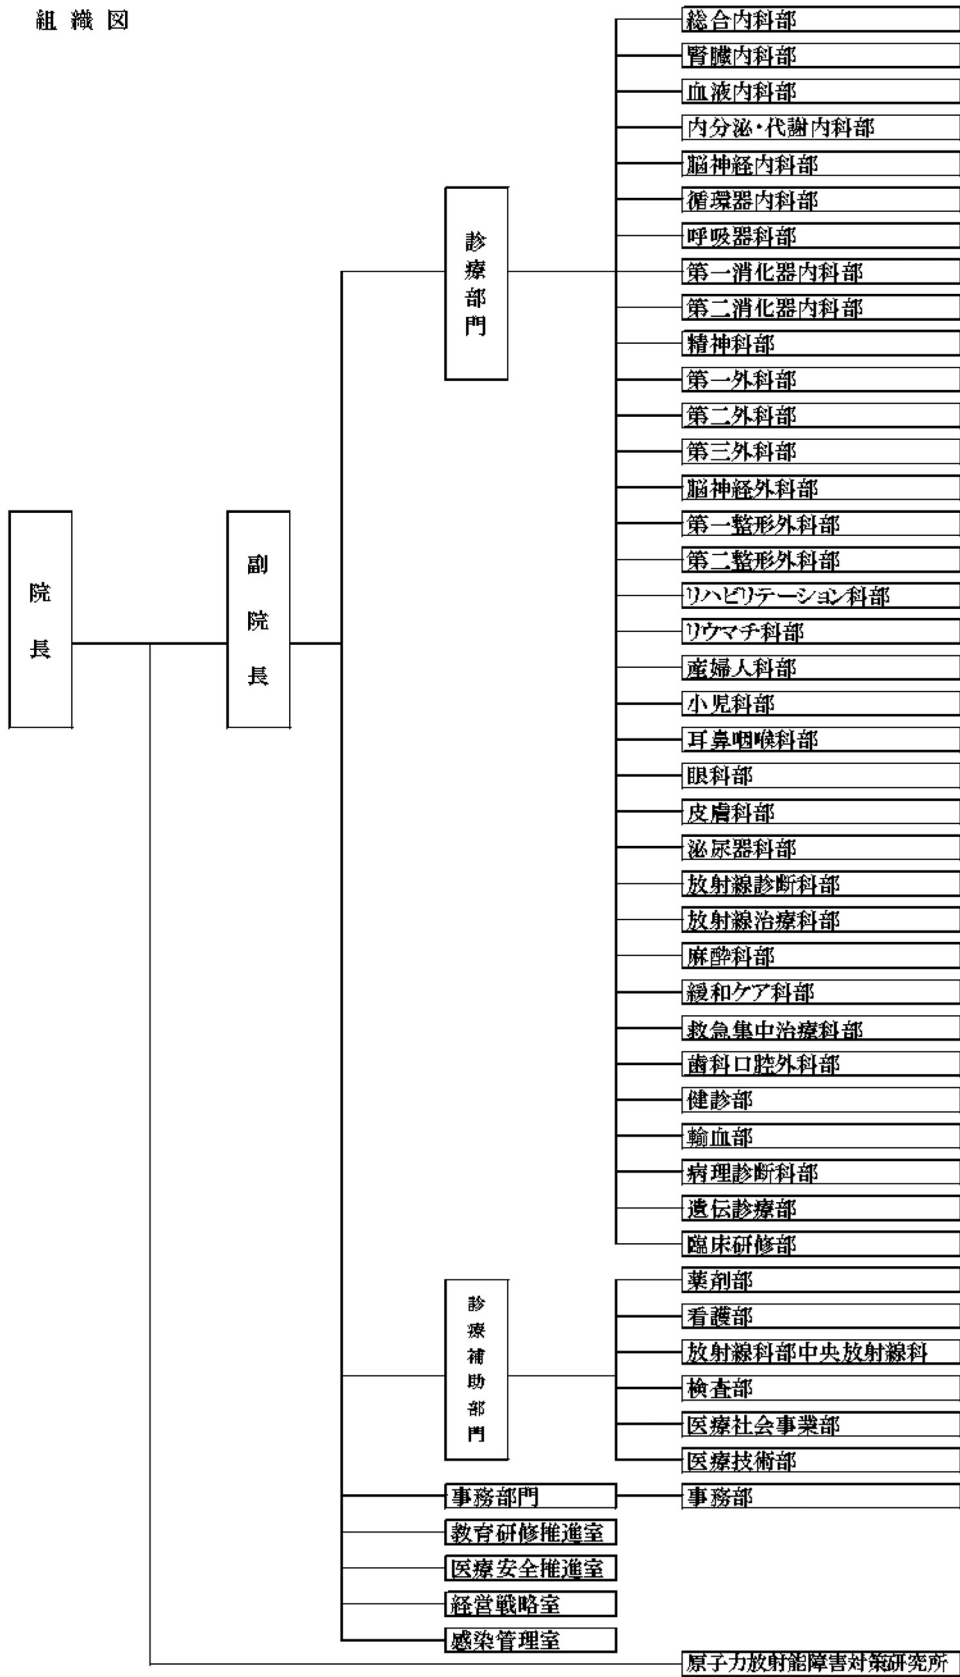 組織図
院長
副院長
診療部門
総合内科部
腎臓内科部
血液内科部
内分泌・代謝内科部
脳神経内科部
循環器内科部
呼吸器科部
第一消化器内科部
第二消化器内科部
精神科部
第一外科部
第二外科部
第三外科部
脳神経外科部
第一整形外科部
第二整形外科部
リハビリテーション科部
リウマチ科部
産婦人科部
小児科部
耳鼻咽喉科部
眼科部
皮膚科部
泌尿器科部
放射線診断科部
放射線治療科部
麻酔科部
緩和ケア科部
救急集中治療科部
歯科口腔外科部
健診部
輸血部
病理診断科部
遺伝診療部
臨床研修部
診療補助部門
薬剤部
看護部
放射線科部中央放射線科
検査部
医療社会事業部
医療技術部
事務部門
事務部
教育研修推進室
医療安全推進室
経営戦略室
感染管理室
原子力放射能障害対策研究所